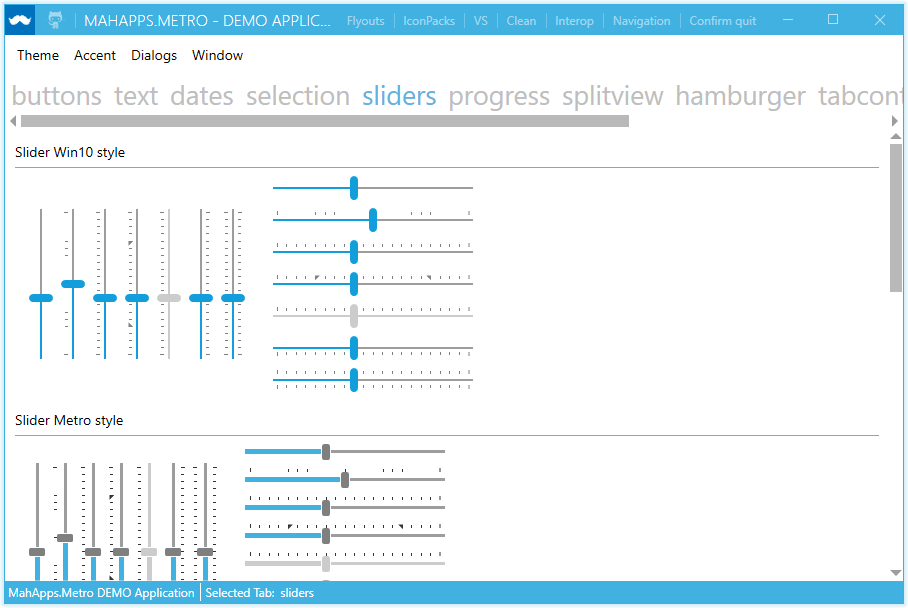 MAHAPPS.METRO - DEMO APPLIC... Flyouts IconPacks VS Clean Interop Navigation Confirm quit
Theme Accent Dialogs Window
buttons text dates selection sliders progress splitview hamburger tabcont
Slider Win10 style
Slider Metro style
MahApps.Metro DEMO Application Selected Tab: sliders